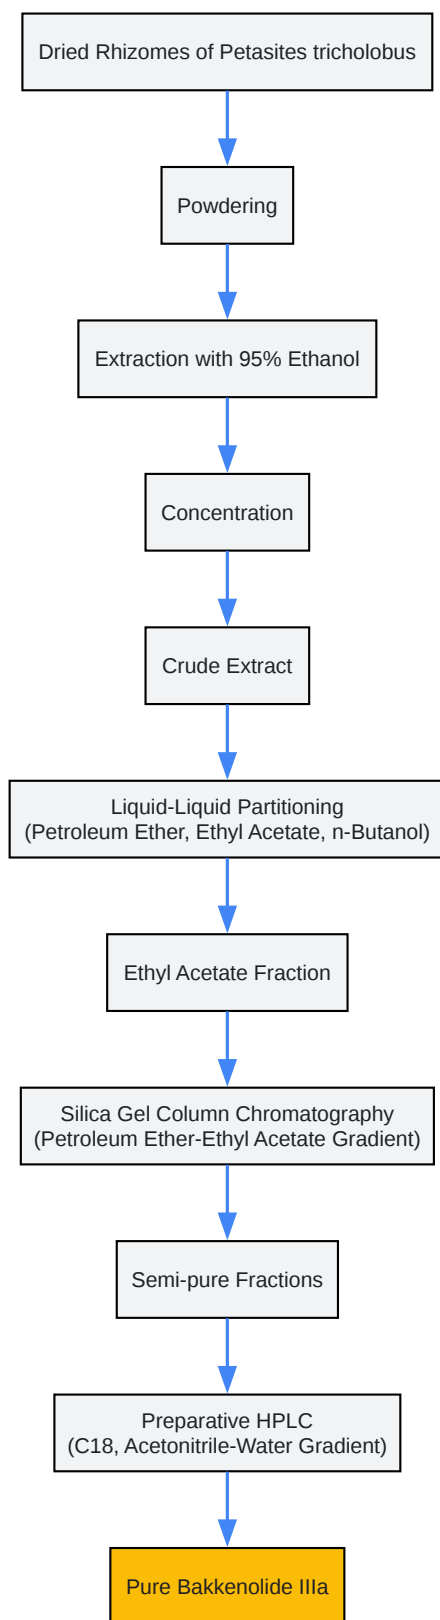 Dried Rhizomes of Petasites tricholobus
Powdering
Extraction with 95% Ethanol
Concentration
Crude Extract
Liquid-Liquid Partitioning
(Petroleum Ether, Ethyl Acetate, n-Butanol)
Ethyl Acetate Fraction
Silica Gel Column Chromatography
(Petroleum Ether-Ethyl Acetate Gradient)
Semi-pure Fractions
Preparative HPLC
(C18, Acetonitrile-Water Gradient)
Pure Bakkenolide IIIa